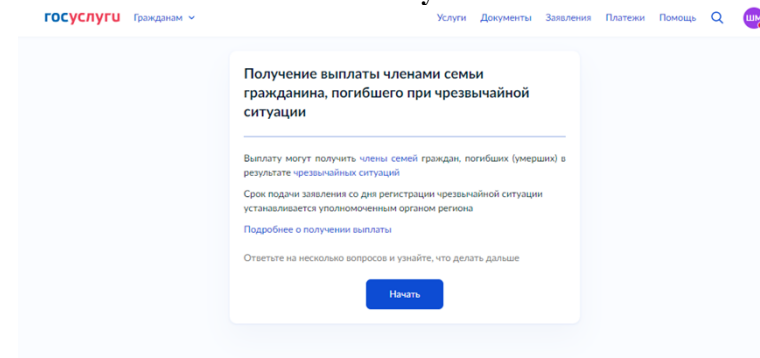 госуслуги Гражданам Услуги Документы Заявления Платежи Помощь ШМ
Получение выплаты членами семьи
гражданина, погибшего при чрезвычайной
ситуации
Выплату могут получить члены семей граждан, погибших (умерших) в
результате чрезвычайных ситуаций
Срок подачи заявления со дня регистрации чрезвычайной ситуации
устанавливается уполномоченным органом региона
Подробнее о получении выплаты
Ответьте на несколько вопросов и узнайте, что делать дальше
Начать